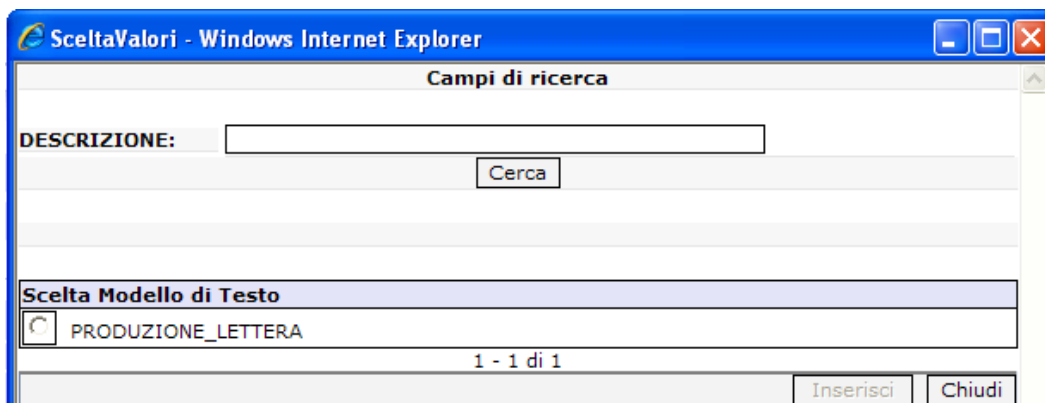 SceltaValori - Windows Internet Explorer
Campi di ricerca
DESCRIZIONE:
Cerca
Scelta Modello di Testo
PRODUZIONE_LETTERA
1 - 1 di 1
Inserisci Chiudi